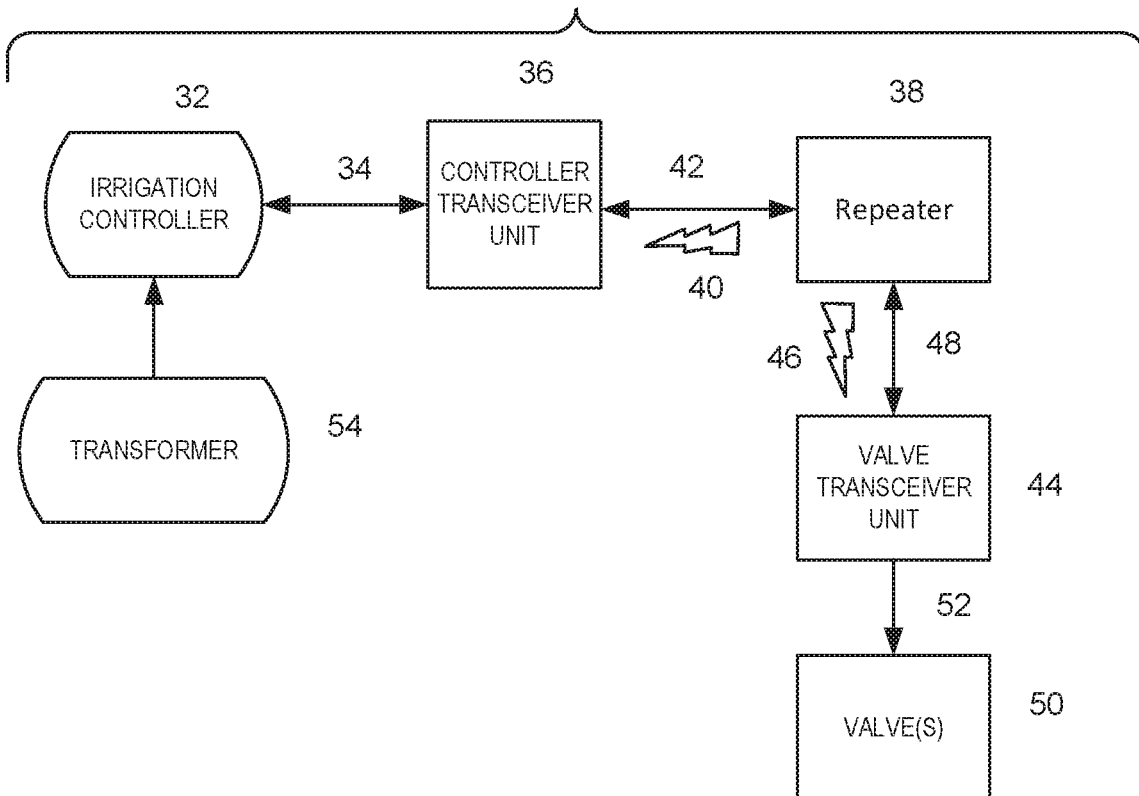 36
32
38
IRRIGATION
CONTROLLER
34
CONTROLLER
TRANSCEIVER
UNIT
42
Repeater
40
46
48
TRANSFORMER
54
VALVE
TRANSCEIVER
UNIT
44
52
VALVE(S)
50